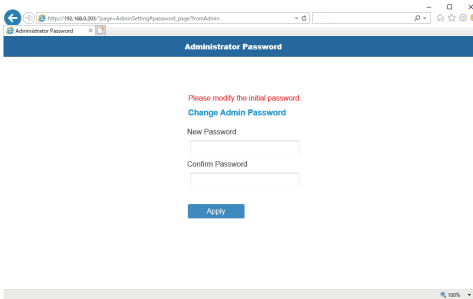 http://192.168.0.203/?page=AdminSetting#password_page?fromAdmin
Administrator Password
Administrator Password
Please modify the initial password.
Change Admin Password
New Password
Confirm Password
Apply
100%